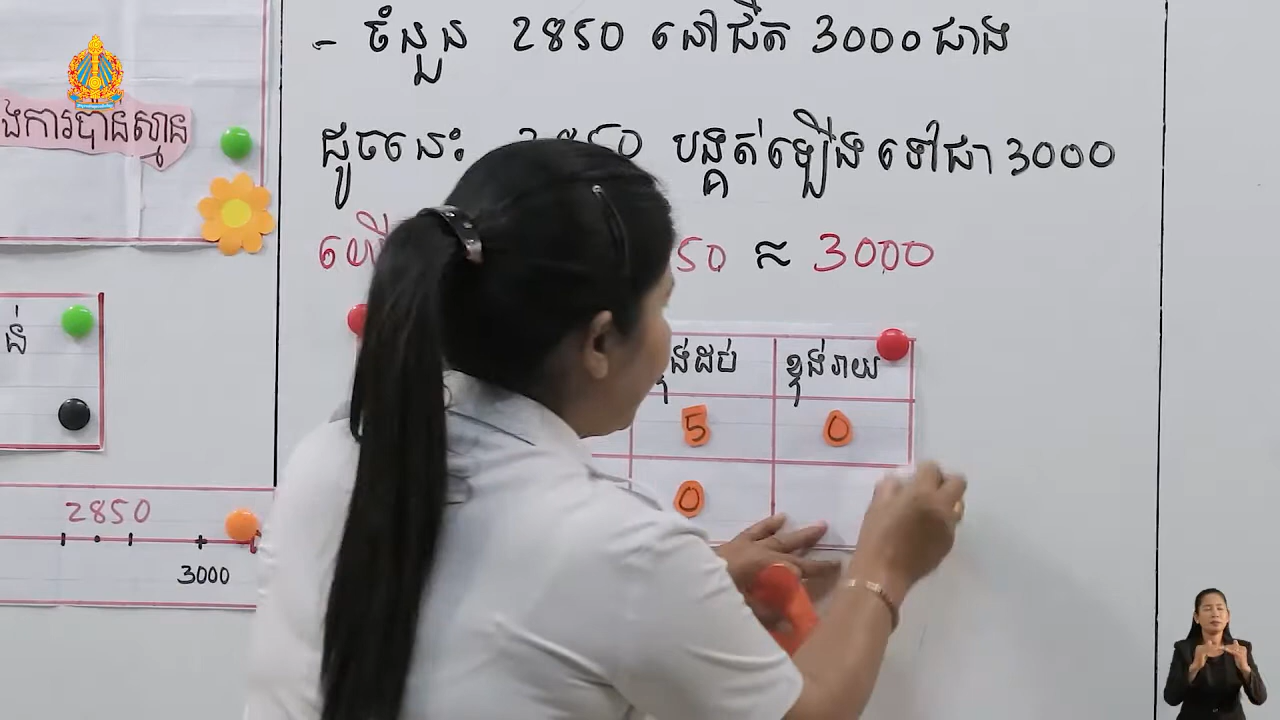 - ចំនួន 2850 នៅជិត 3000 ជាង
ដូចនេះ 2850 បង្គត់ឡើងទៅជា 3000
50 ≈ 3000
ខ្ទង់ដប់ ខ្ទង់រាយ
5 0
0
2850
3000